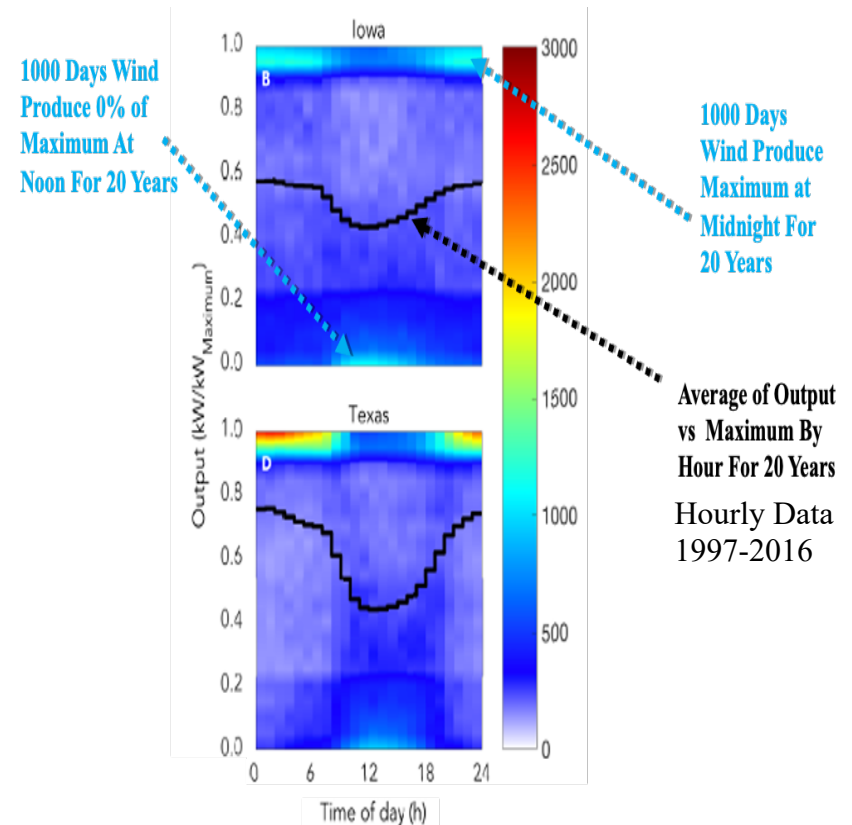 1000 Days Wind
Produce 0% of
Maximum At
Noon For 20 Years
Iowa
1.0
B
0.8
0.6
0.4
0.2
0.0
Output (kW/kWMaximum)
Texas
1.0
D
0.8
0.6
0.4
0.2
0.0
0 6 12 18 24
Time of day (h)
3000
2500
2000
1500
1000
500
0
1000 Days
Wind Produce
Maximum at
Midnight For
20 Years
Average of Output
vs Maximum By
Hour For 20 Years
Hourly Data
1997-2016